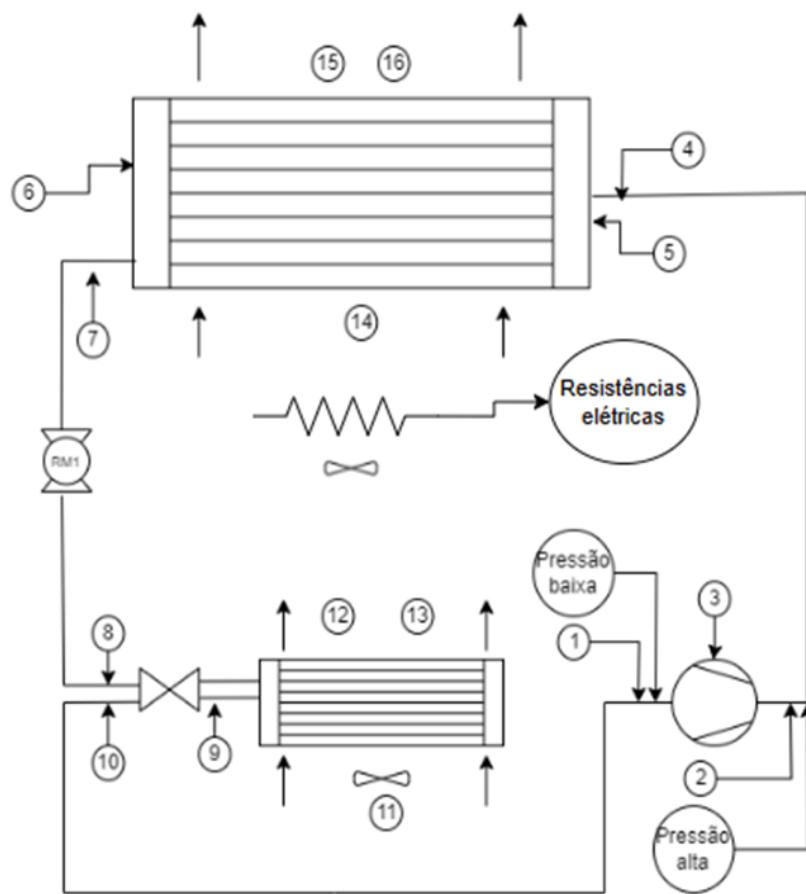 15 16
4
6
5
14
7
Resistências
elétricas
RM1
Pressão
baixa
3
12 13
8
1
10
9
2
11
Pressão
alta